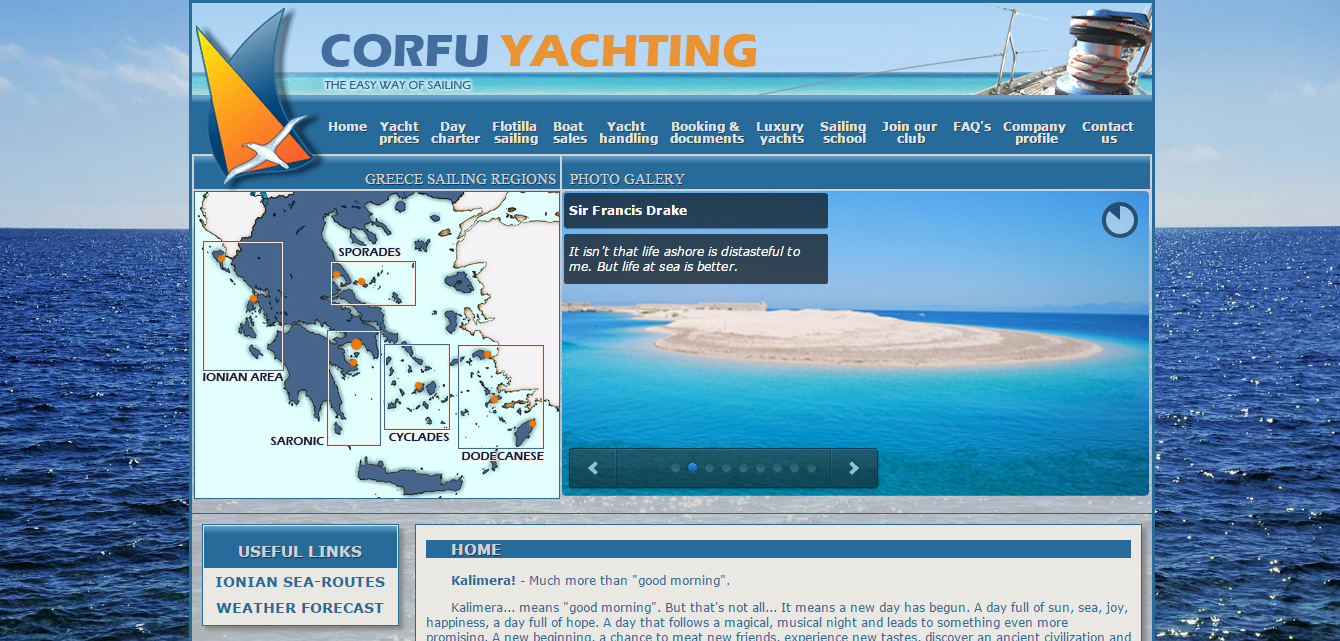 CORFU YACHTING
THE EASY WAY OF SAILING
Home
Yacht
prices
Day
charter
Flotilla
sailing
Boat
sales
Yacht
handling
Booking &
documents
Luxury
yachts
Sailing
school
Join our
club
FAQ's
Company
profile
Contact
us
GREECE SAILING REGIONS
PHOTO GALERY
SPORADES
IONIAN AREA
SARONIC
CYCLADES
DODECANESE
Sir Francis Drake
It isn't that life ashore is distasteful to
me. But life at sea is better.
USEFUL LINKS
IONIAN SEA-ROUTES
WEATHER FORECAST
HOME
Kalimera! - Much more than "good morning".
Kalimera... means "good morning". But that's not all... It means a new day has begun. A day full of sun, sea, joy,
happiness, a day full of hope. A day that follows a magical, musical night and leads to something even more
promising. A new beginning, a chance to meat new friends, experience new tastes, discover an ancient civilization and